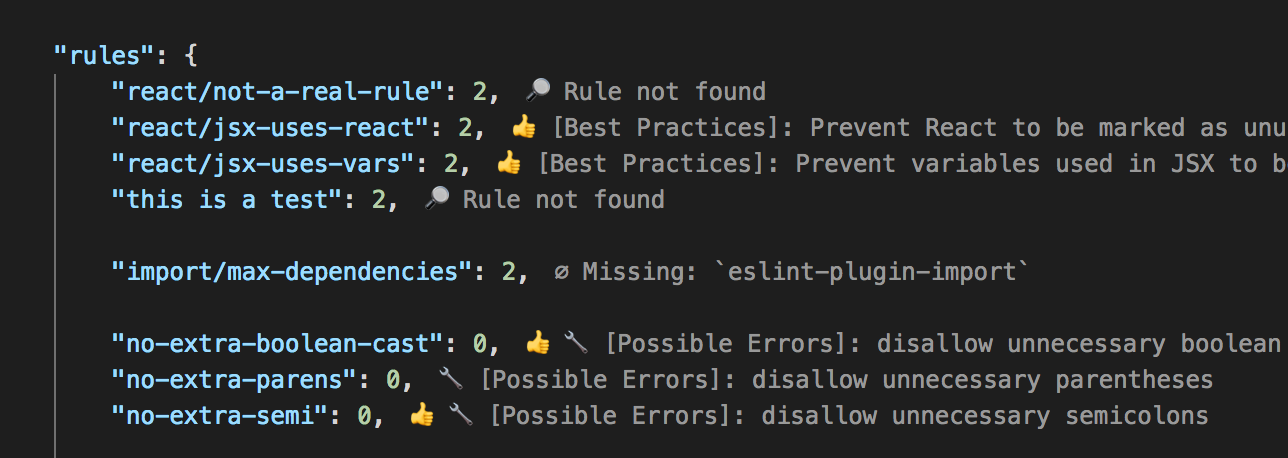 "rules": {
"react/not-a-real-rule": 2, 🔎 Rule not found
"react/jsx-uses-react": 2, 👍 [Best Practices]: Prevent React to be marked as unu
"react/jsx-uses-vars": 2, 👍 [Best Practices]: Prevent variables used in JSX to b
"this is a test": 2, 🔎 Rule not found
"import/max-dependencies": 2, ∅ Missing: `eslint-plugin-import`
"no-extra-boolean-cast": 0, 👍 🔧 [Possible Errors]: disallow unnecessary boolean
"no-extra-parens": 0, 🔧 [Possible Errors]: disallow unnecessary parentheses
"no-extra-semi": 0, 👍 🔧 [Possible Errors]: disallow unnecessary semicolons